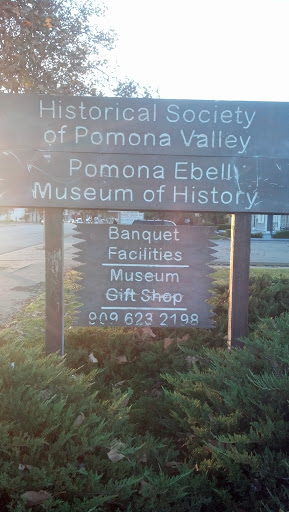 Historical Society
of Pomona Valley
Pomona Ebell
Museum of History
Banquet
Facilities
Museum
Gift Shop
909 623 2198